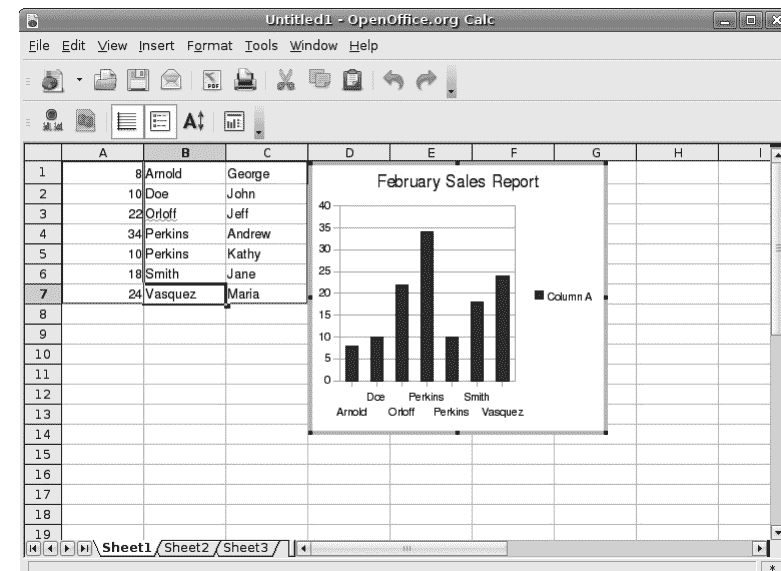 Untitled1 - OpenOffice.org Calc
File Edit View Insert Format Tools Window Help
PDF
A B C D E F G H I
1 8 Arnold George
2 10 Doe John
3 22 Orloff Jeff
4 34 Perkins Andrew
5 10 Perkins Kathy
6 18 Smith Jane
7 24 Vasquez Maria
8
9
10
11
12
13
14
15
16
17
18
19
February Sales Report
40
35
30
25
20
15
10
5
0
Column A
Doe Perkins Smith
Arnold Orloff Perkins Vasquez
Sheet1 Sheet2 Sheet3
*